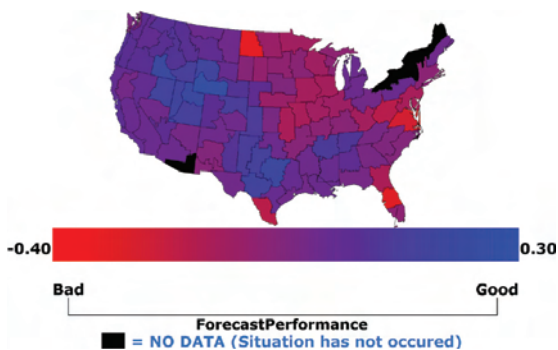 -0.40 0.30
Bad Good
ForecastPerformance
= NO DATA (Situation has not occured)